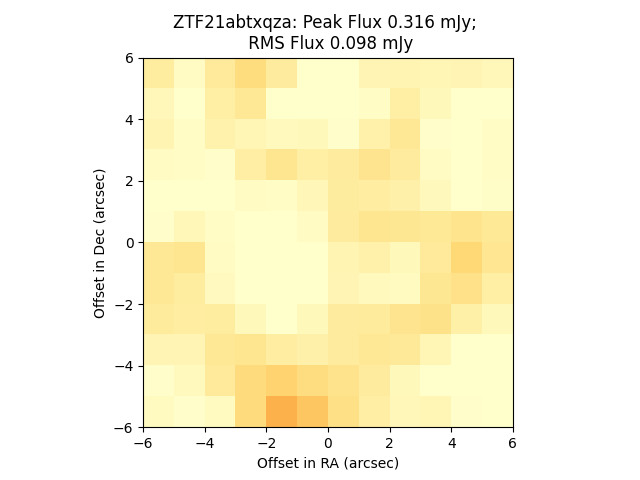 ZTF21abtxqza: Peak Flux 0.316 mJy;
RMS Flux 0.098 mJy
6
4
2
0
−2
−4
−6
Offset in Dec (arcsec)
−6 −4 −2 0 2 4 6
Offset in RA (arcsec)